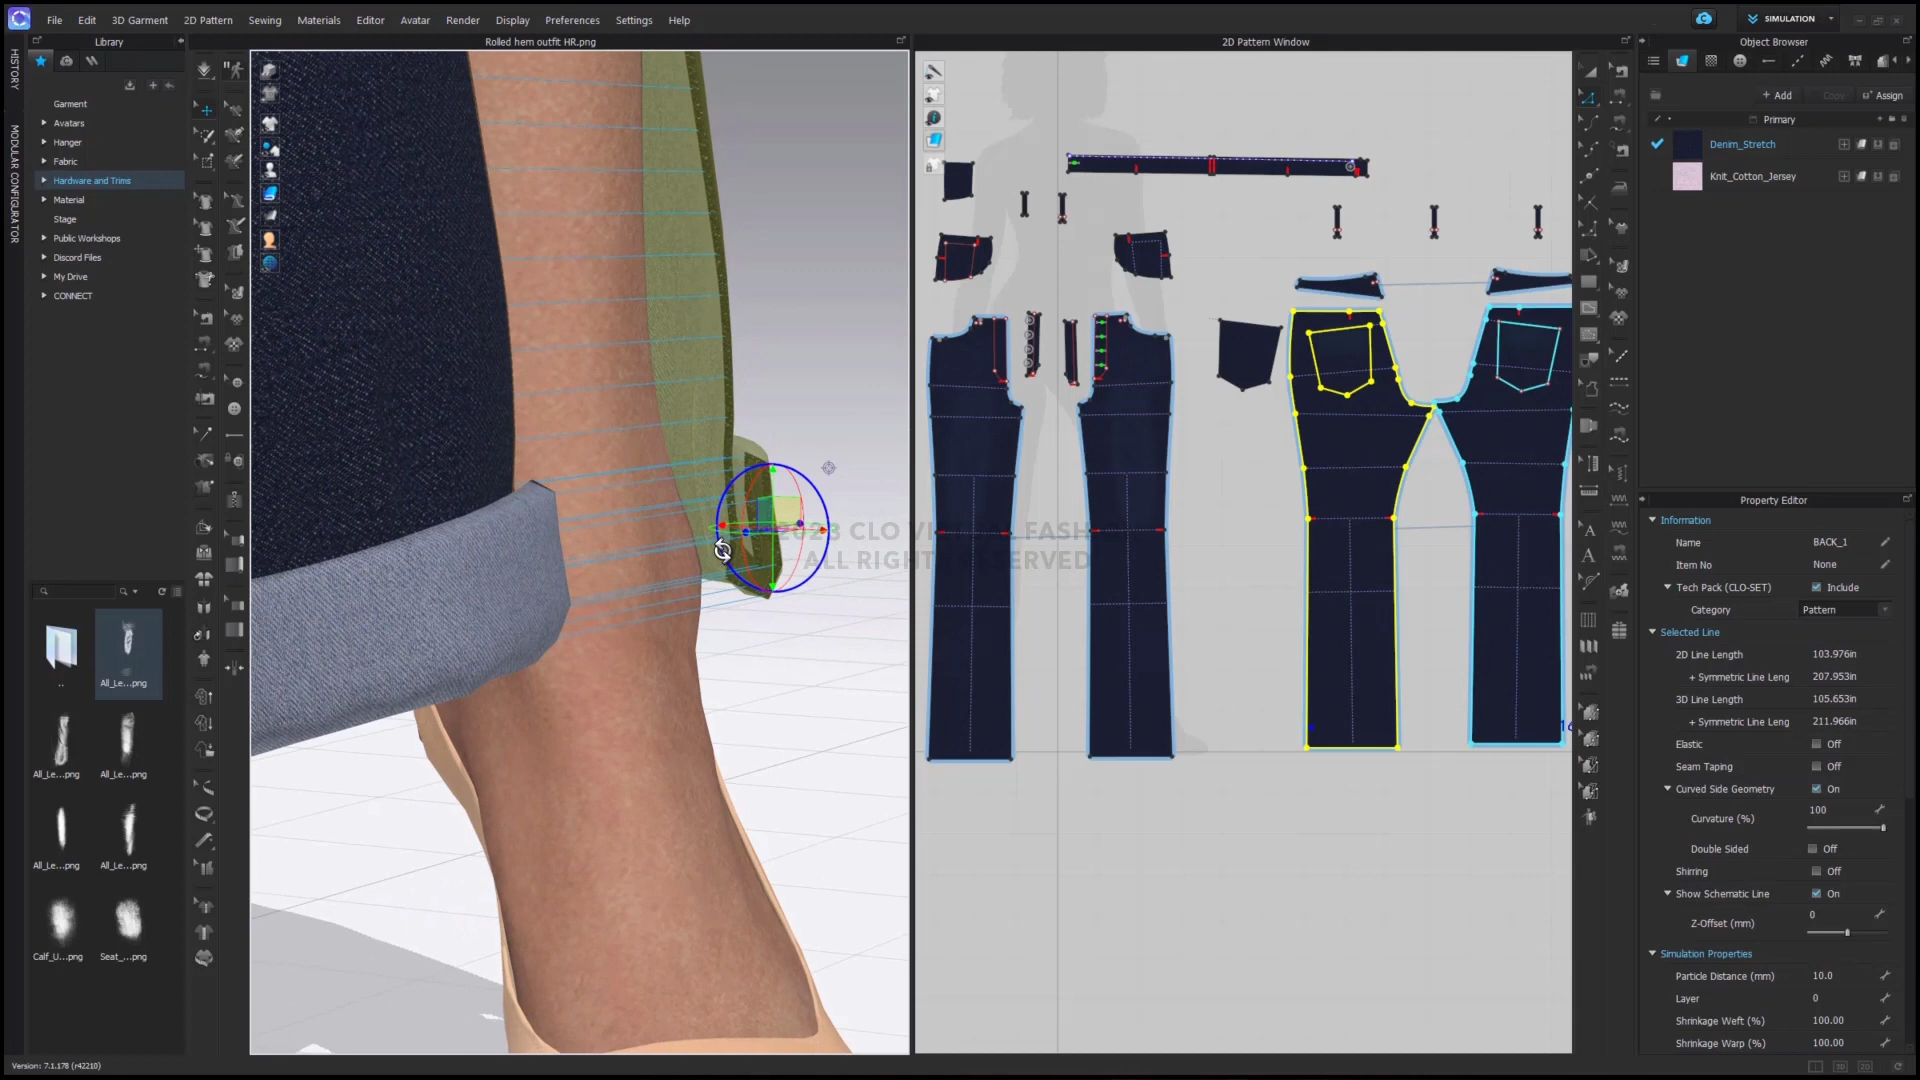 File Edit 3D Garment 2D Pattern Sewing Materials Editor Avatar Render Display Preferences Settings Help
SIMULATION
Library
Rolled hem outfit HR.png
2D Pattern Window
Object Browser
HISTORY
MODULAR CONFIGURATOR
Garment
Avatars
Hanger
Fabric
Hardware and Trims
Material
Stage
Public Workshops
Discord Files
My Drive
CONNECT
All_Le...png
All_Le...png
All_Le...png
All_Le...png
All_Le...png
Calf_U...png
Seat_...png
ALL RIGHTS RESERVED
+ Add
Copy
Assign
Primary
Denim_Stretch
Knit_Cotton_Jersey
Property Editor
Information
Name BACK_1
Item No None
Tech Pack (CLO-SET) Include
Category Pattern
Selected Line
2D Line Length 103.976in
+ Symmetric Line Leng 207.953in
3D Line Length 105.653in
+ Symmetric Line Leng 211.966in
Elastic Off
Seam Taping Off
Curved Side Geometry On
Curvature (%) 100
Double Sided Off
Shirring Off
Show Schematic Line On
Z-Offset (mm) 0
Simulation Properties
Particle Distance (mm) 10.0
Layer 0
Shrinkage Weft (%) 100.00
Shrinkage Warp (%) 100.00
Version: 7.1.178 (r42210)